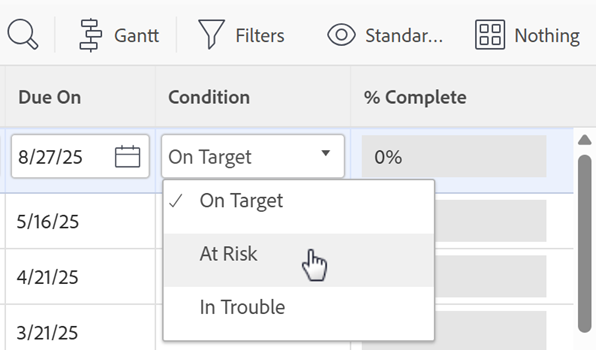 Gantt Filters Standar... Nothing
Due On Condition % Complete
8/27/25 On Target 0%
On Target
5/16/25
At Risk
4/21/25
In Trouble
3/21/25